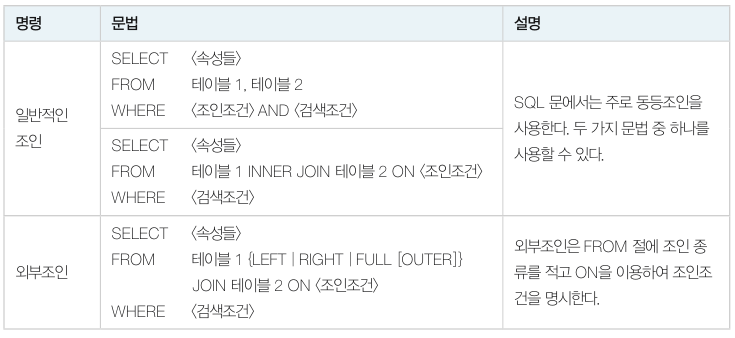 명령 문법 설명
일반적인
조인
SELECT 〈속성들〉
FROM 테이블 1, 테이블 2
WHERE 〈조인조건〉 AND 〈검색조건〉
SELECT 〈속성들〉
FROM 테이블 1 INNER JOIN 테이블 2 ON 〈조인조건〉
WHERE 〈검색조건〉
SQL 문에서는 주로 동등조인을
사용한다. 두 가지 문법 중 하나를
사용할 수 있다.
외부조인
SELECT 〈속성들〉
FROM 테이블 1 {LEFT | RIGHT | FULL [OUTER]}
JOIN 테이블 2 ON 〈조인조건〉
WHERE 〈검색조건〉
외부조인은 FROM 절에 조인 종
류를 적고 ON을 이용하여 조인조
건을 명시한다.